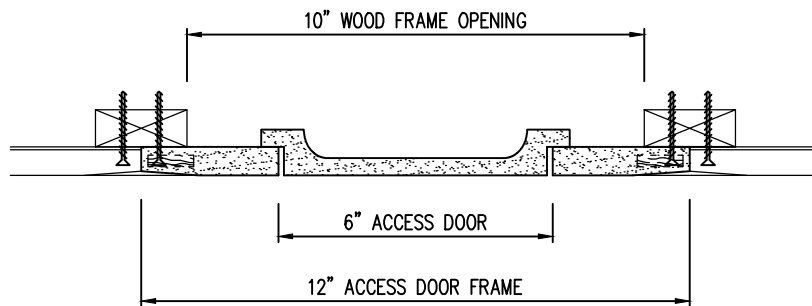 10” WOOD FRAME OPENING
6” ACCESS DOOR
12” ACCESS DOOR FRAME